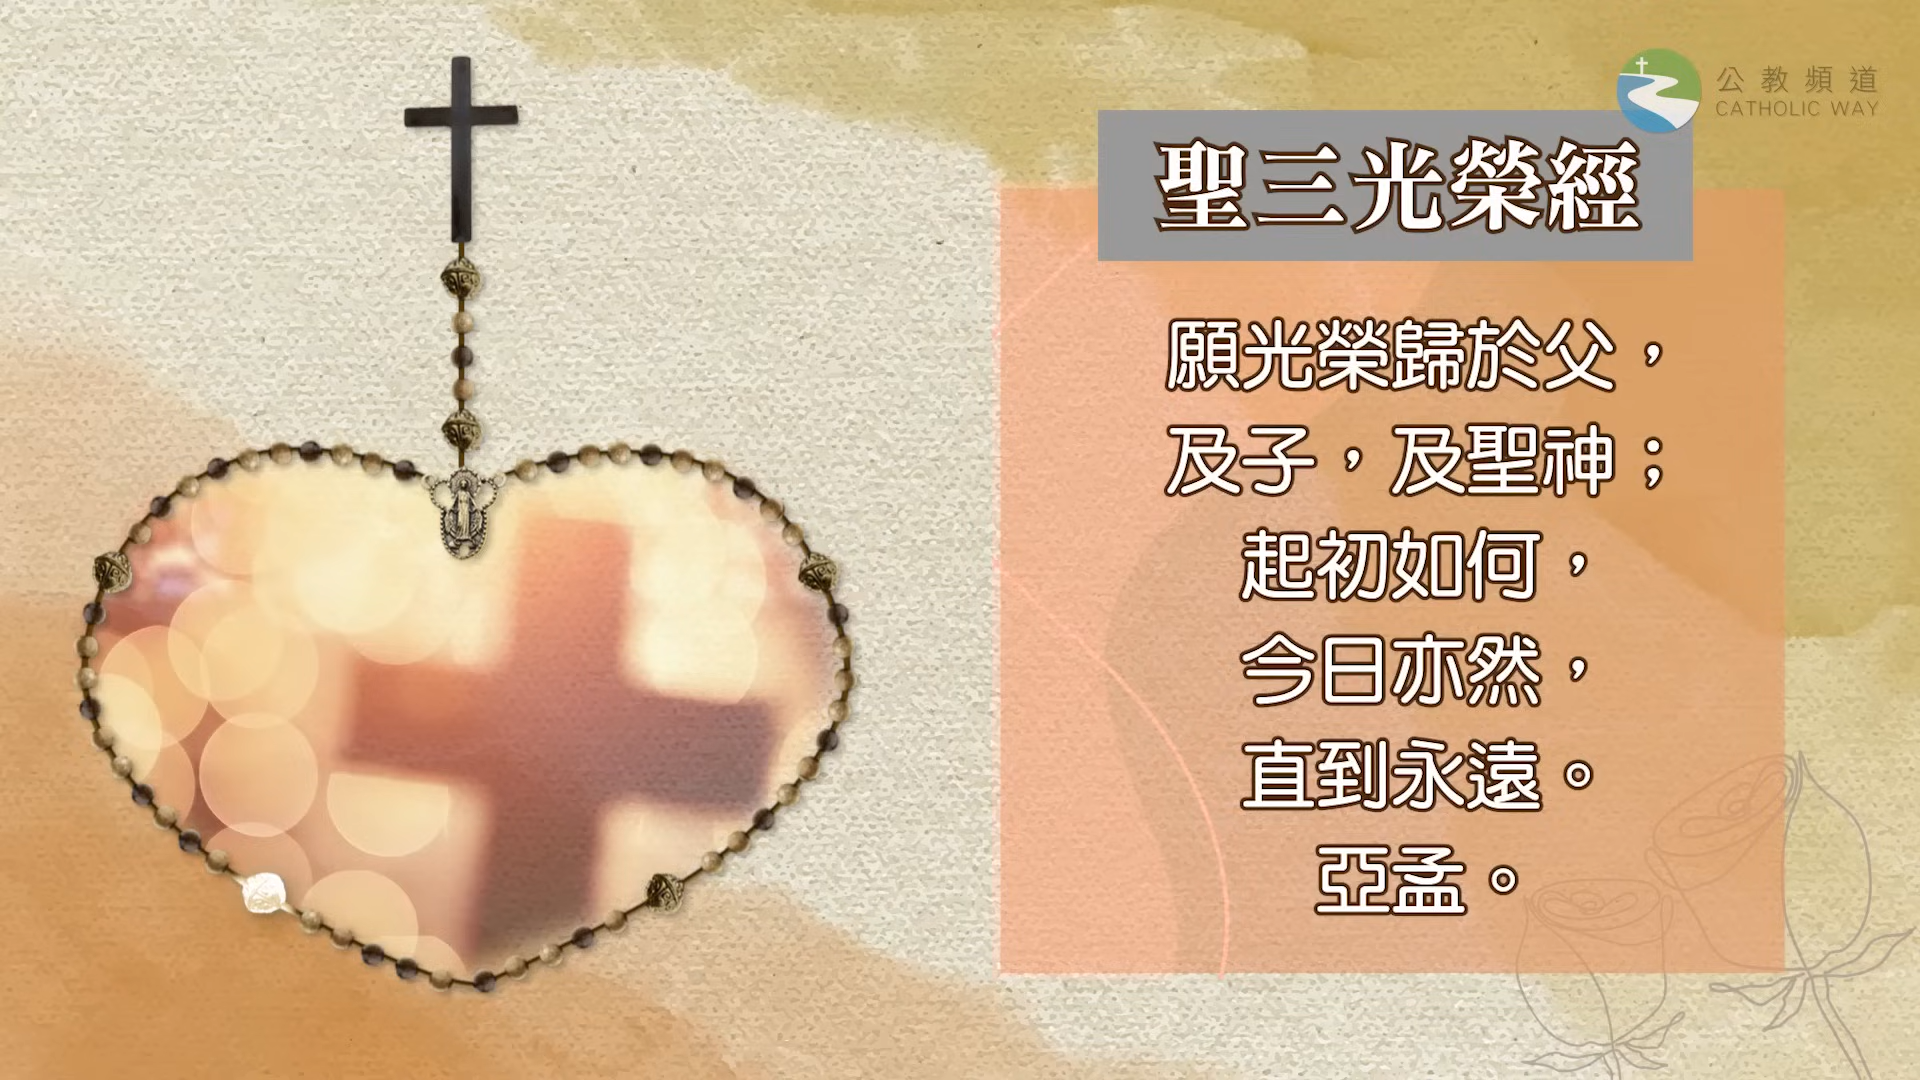 公教頻道
CATHOLIC WAY
聖三光榮經
願光榮歸於父，
及子，及聖神；
起初如何，
今日亦然，
直到永遠。
亞孟。